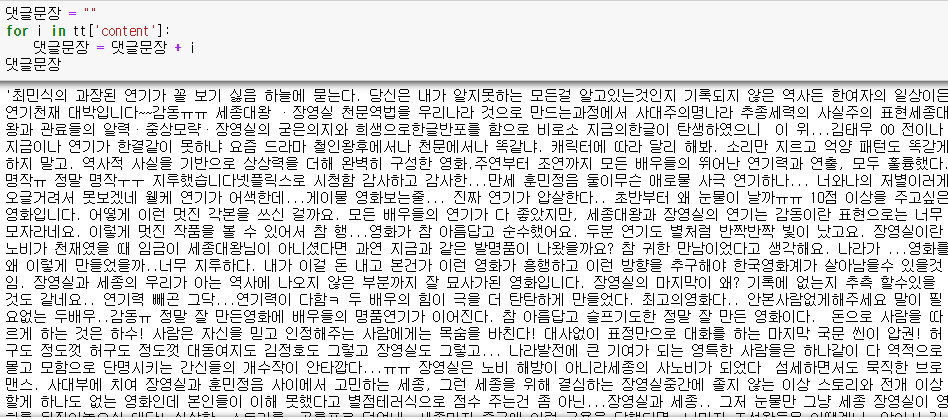 댓글문장 = ""
for i in tt['content']:
    댓글문장 = 댓글문장 + i
댓글문장
'최민식의 과장된 연기가 꼴 보기 싫음 하늘에 묻는다. 당신은 내가 알지못하는 모든걸 알고있는것인지 기록되지 않은 역사든 한여자의 일상이든
연기천재 대박입니다~~감동ㅠㅠ 세종대왕 ·장영실 천문역법을 우리나라 것으로 만드는과정에서 사대주의명나라 추종세력의 사실주의 표현세종대
왕과 관료들의 알력·중상모략·장영실의 굳은의지와 희생으로한글반포를 함으로 비로소 지금의한글이 탄생하였으니 이 위...김태우 00 전이나
지금이나 연기가 한결같이 못하냐 요즘 드라마 철인왕후에서나 천문에서나 똑같냐. 캐릭터에 따라 달리 해봐. 소리만 지르고 억양 패턴도 똑같게
하지 말고. 역사적 사실을 기반으로 상상력을 더해 완벽히 구성한 영화.주연부터 조연까지 모든 배우들의 뛰어난 연기력과 연출, 모두 훌륭했다.
명작ㅠ 정말 명작ㅜㅜ 지루했습니다넷플릭스로 시청함 감사하고 감사한...만세 훈민정음 둘이무슨 애로물 사극 연기하나... 너와나의 저별이러게
오글거려서 못보겠네 웰케 연기가 어색한데...게이물 영화보는줄... 진짜 연기가 압살한다.. 초반부터 왜 눈물이 날까ㅠㅠ 10점 이상을 주고싶은
영화입니다. 어떻게 이런 멋진 각본을 쓰신 걸까요. 모든 배우들의 연기가 다 좋았지만, 세종대왕과 장영실의 연기는 감동이란 표현으로는 너무
모자라네요. 이렇게 멋진 작품을 볼 수 있어서 참 행...영화가 참 아름답고 순수했어요. 두분 연기도 별처럼 반짝반짝 빛이 났고요. 장영실이란
노비가 천재였을 때 임금이 세종대왕님이 아니셨다면 과연 지금과 같은 발명품이 나왔을까요? 참 귀한 만남이었다고 생각해요. 나라가 ...영화를
왜 이렇게 만들었을까..너무 지루하다. 내가 이걸 돈 내고 본건가 이런 영화가 흥행하고 이런 방향을 추구해야 한국영화계가 살아남을수 있을것
임. 장영실과 세종의 우리가 아는 역사에 나오지 않은 부분까지 잘 묘사가된 영화입니다. 장영실의 마지막이 왜? 기록에 없는지 추측 할수있을
것도 같네요.. 연기력 빼곤 그닥...연기력이 다함ㅋ 두 배우의 힘이 극을 더 탄탄하게 만들었다. 최고의영화다.. 안본사람없게해주세요 말이 필
요없는 두배우..감동ㅠ 정말 잘 만든영화에 배우들의 명품연기가 이어진다. 참 아름답고 슬프기도한 정말 잘 만든 영화이다.  돈으로 사람을 따
르게 하는 것은 하수! 사람은 자신을 믿고 인정해주는 사람에게는 목숨을 바친다! 대사없이 표정만으로 대화를 하는 마지막 국문 씬이 압권! 허
구도 정도껏 허구도 정도껏 대동여지도 김정호도 그렇고 장영실도 그렇고... 나라발전에 큰 기여가 되는 영특한 사람들은 하나같이 다 역적으로
몰고 모함으로 단명시키는 간신들의 개수작이 안타깝다...ㅠㅠ 장영실은 노비 해방이 아니라세종의 사노비가 되었다  섬세하면서도 묵직한 브로
맨스. 사대부에 치여 장영실과 훈민정음 사이에서 고민하는 세종, 그런 세종을 위해 결심하는 장영실중간에 졸지 않는 이상 스토리와 전개 이상
할게 하나도 없는 영화인데 본인들이 이해 못했다고 별점테러식으로 점수 주는건 좀 아닌...장영실과 세종.. 그저 눈물만 그냥 세종 장영실이 영